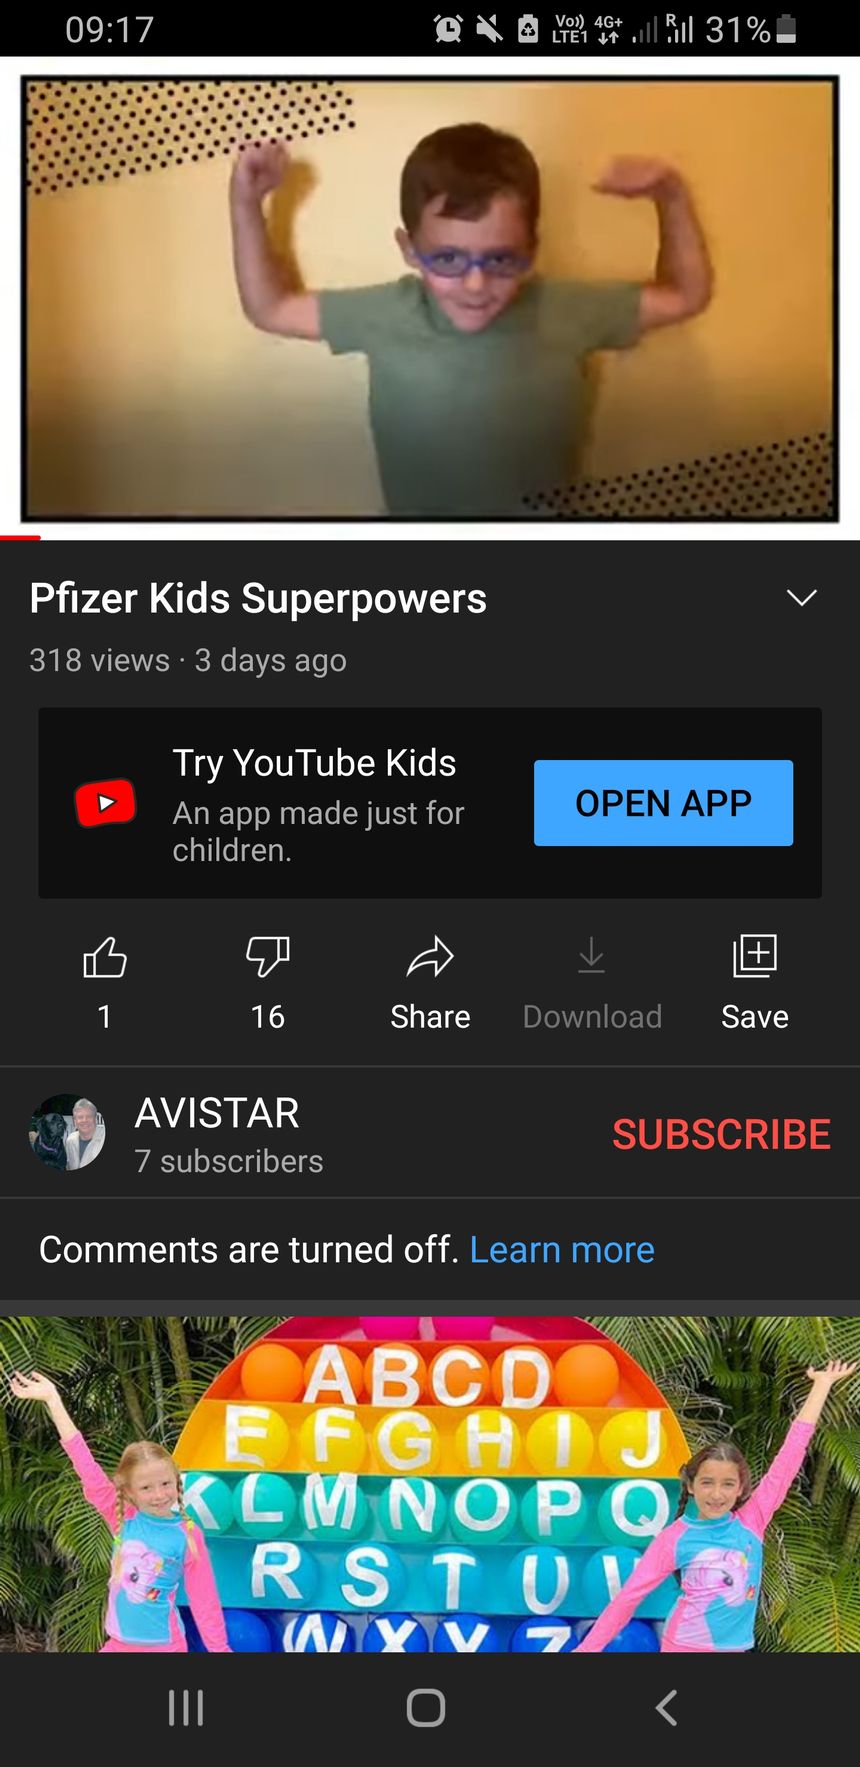 09:17
Vo)) LTE1 4G+ R 31%
Pfizer Kids Superpowers
318 views · 3 days ago
Try YouTube Kids
An app made just for
children.
OPEN APP
1
16
Share
Download
Save
AVISTAR
7 subscribers
SUBSCRIBE
Comments are turned off. Learn more
ABCD
EFGHIJ
KLMNOPQ
RSTUV
WXYZ